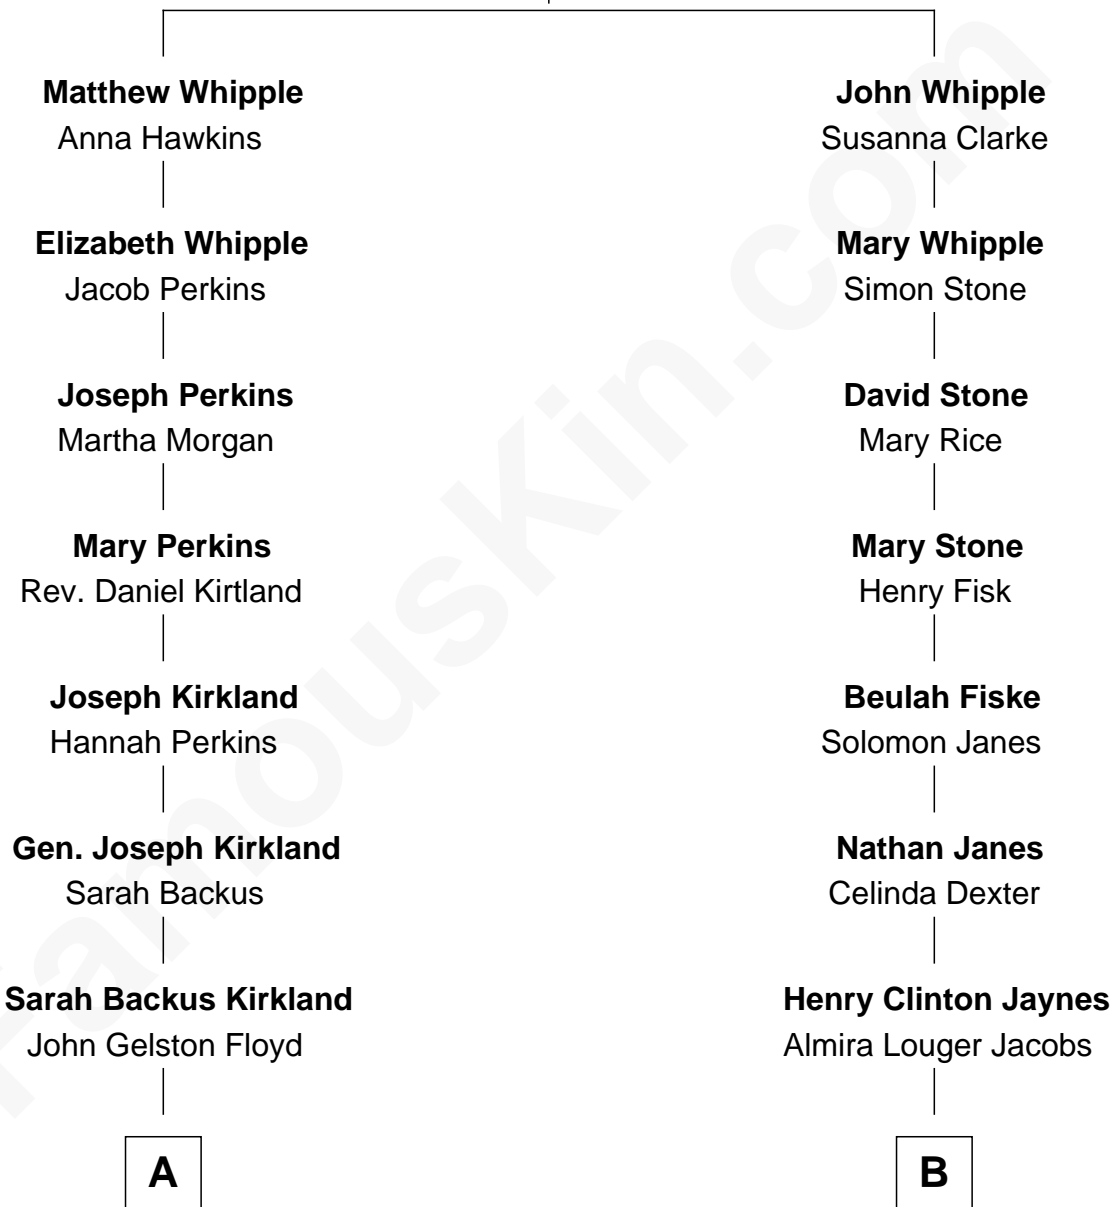 Matthew Whipple
Anna Hawkins
Elizabeth Whipple
Jacob Perkins
Joseph Perkins
Martha Morgan
Mary Perkins
Rev. Daniel Kirtland
Joseph Kirkland
Hannah Perkins
Gen. Joseph Kirkland
Sarah Backus
Sarah Backus Kirkland
John Gelston Floyd
A
John Whipple
Susanna Clarke
Mary Whipple
Simon Stone
David Stone
Mary Rice
Mary Stone
Henry Fisk
Beulah Fiske
Solomon Janes
Nathan Janes
Celinda Dexter
Henry Clinton Jaynes
Almira Louger Jacobs
B
FamousKin.com